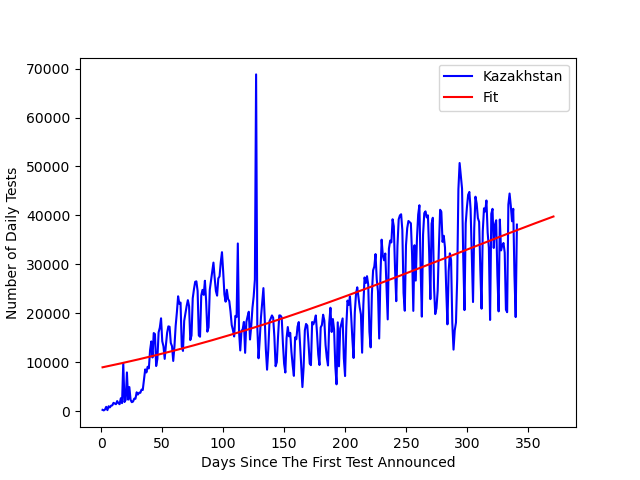 Kazakhstan
Fit
70000
60000
50000
40000
30000
20000
10000
0
Number of Daily Tests
0 50 100 150 200 250 300 350
Days Since The First Test Announced